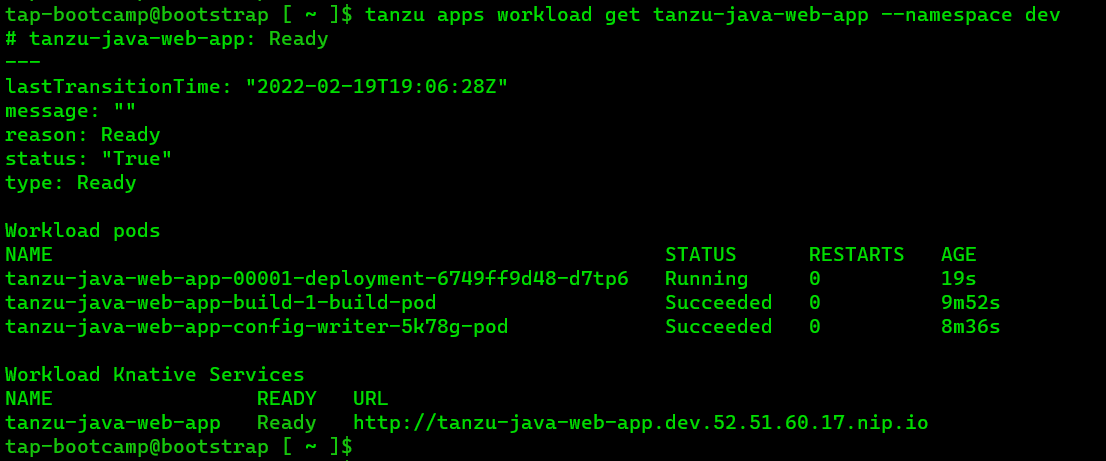 tap-bootcamp@bootstrap [ ~ ]$ tanzu apps workload get tanzu-java-web-app --namespace dev
# tanzu-java-web-app: Ready
---
lastTransitionTime: "2022-02-19T19:06:28Z"
message: ""
reason: Ready
status: "True"
type: Ready

Workload pods
NAME STATUS RESTARTS AGE
tanzu-java-web-app-00001-deployment-6749ff9d48-d7tp6 Running 0 19s
tanzu-java-web-app-build-1-build-pod Succeeded 0 9m52s
tanzu-java-web-app-config-writer-5k78g-pod Succeeded 0 8m36s

Workload Knative Services
NAME READY URL
tanzu-java-web-app Ready http://tanzu-java-web-app.dev.52.51.60.17.nip.io
tap-bootcamp@bootstrap [ ~ ]$